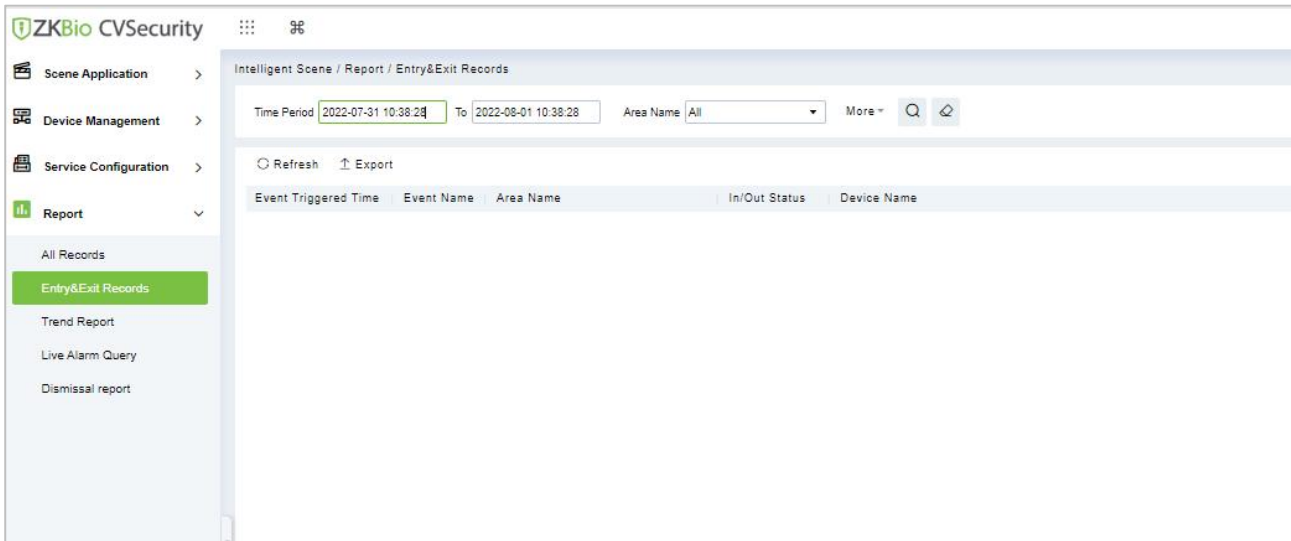 ZKBio CVSecurity
Scene Application
Device Management
Service Configuration
Report
All Records
Entry&Exit Records
Trend Report
Live Alarm Query
Dismissal report
Intelligent Scene / Report / Entry&Exit Records
Time Period 2022-07-31 10:38:28 To 2022-08-01 10:38:28 Area Name All More
Refresh Export
Event Triggered Time Event Name Area Name In/Out Status Device Name